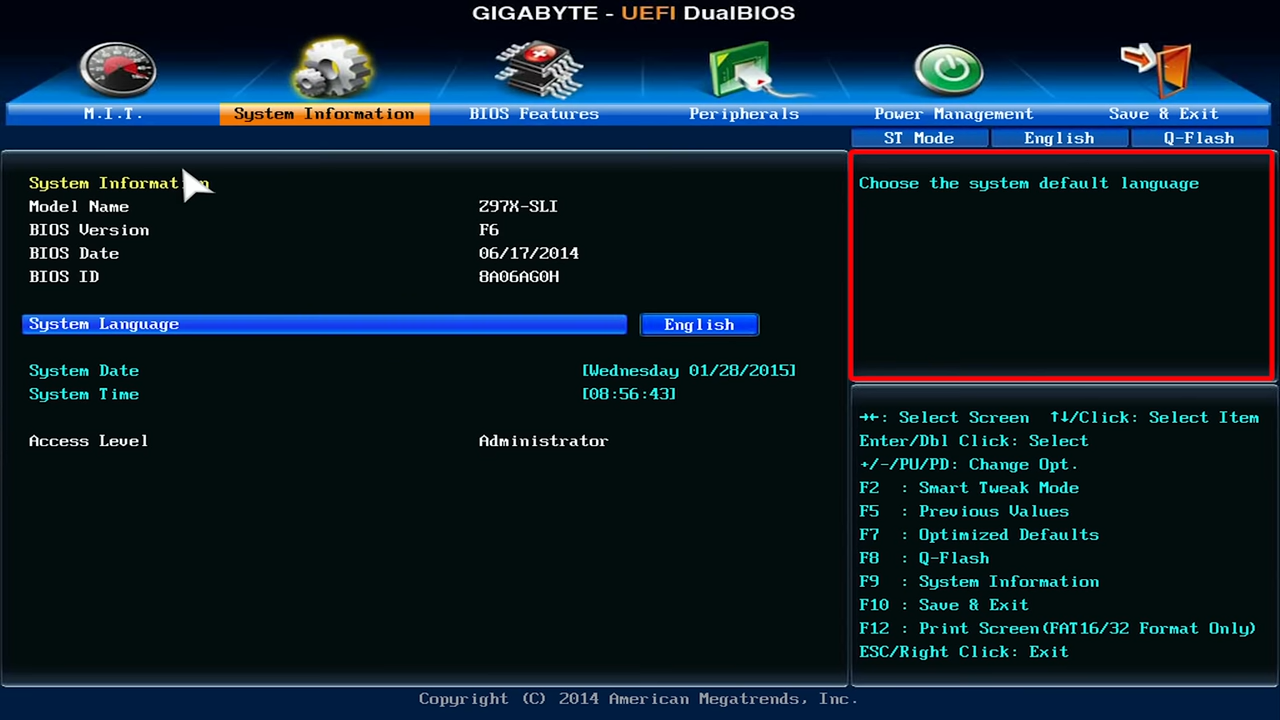 GIGABYTE - UEFI DualBIOS
M.I.T. System Information BIOS Features Peripherals Power Management Save & Exit
ST Mode English Q-Flash
System Information
Model Name Z97X-SLI
BIOS Version F6
BIOS Date 06/17/2014
BIOS ID 8A06AG0H
System Language English
System Date [Wednesday 01/28/2015]
System Time [08:56:43]
Access Level Administrator
Choose the system default language
→←: Select Screen ↑↓/Click: Select Item
Enter/Dbl Click: Select
+/-/PU/PD: Change Opt.
F2 : Smart Tweak Mode
F5 : Previous Values
F7 : Optimized Defaults
F8 : Q-Flash
F9 : System Information
F10 : Save & Exit
F12 : Print Screen(FAT16/32 Format Only)
ESC/Right Click: Exit
Copyright (C) 2014 American Megatrends, Inc.